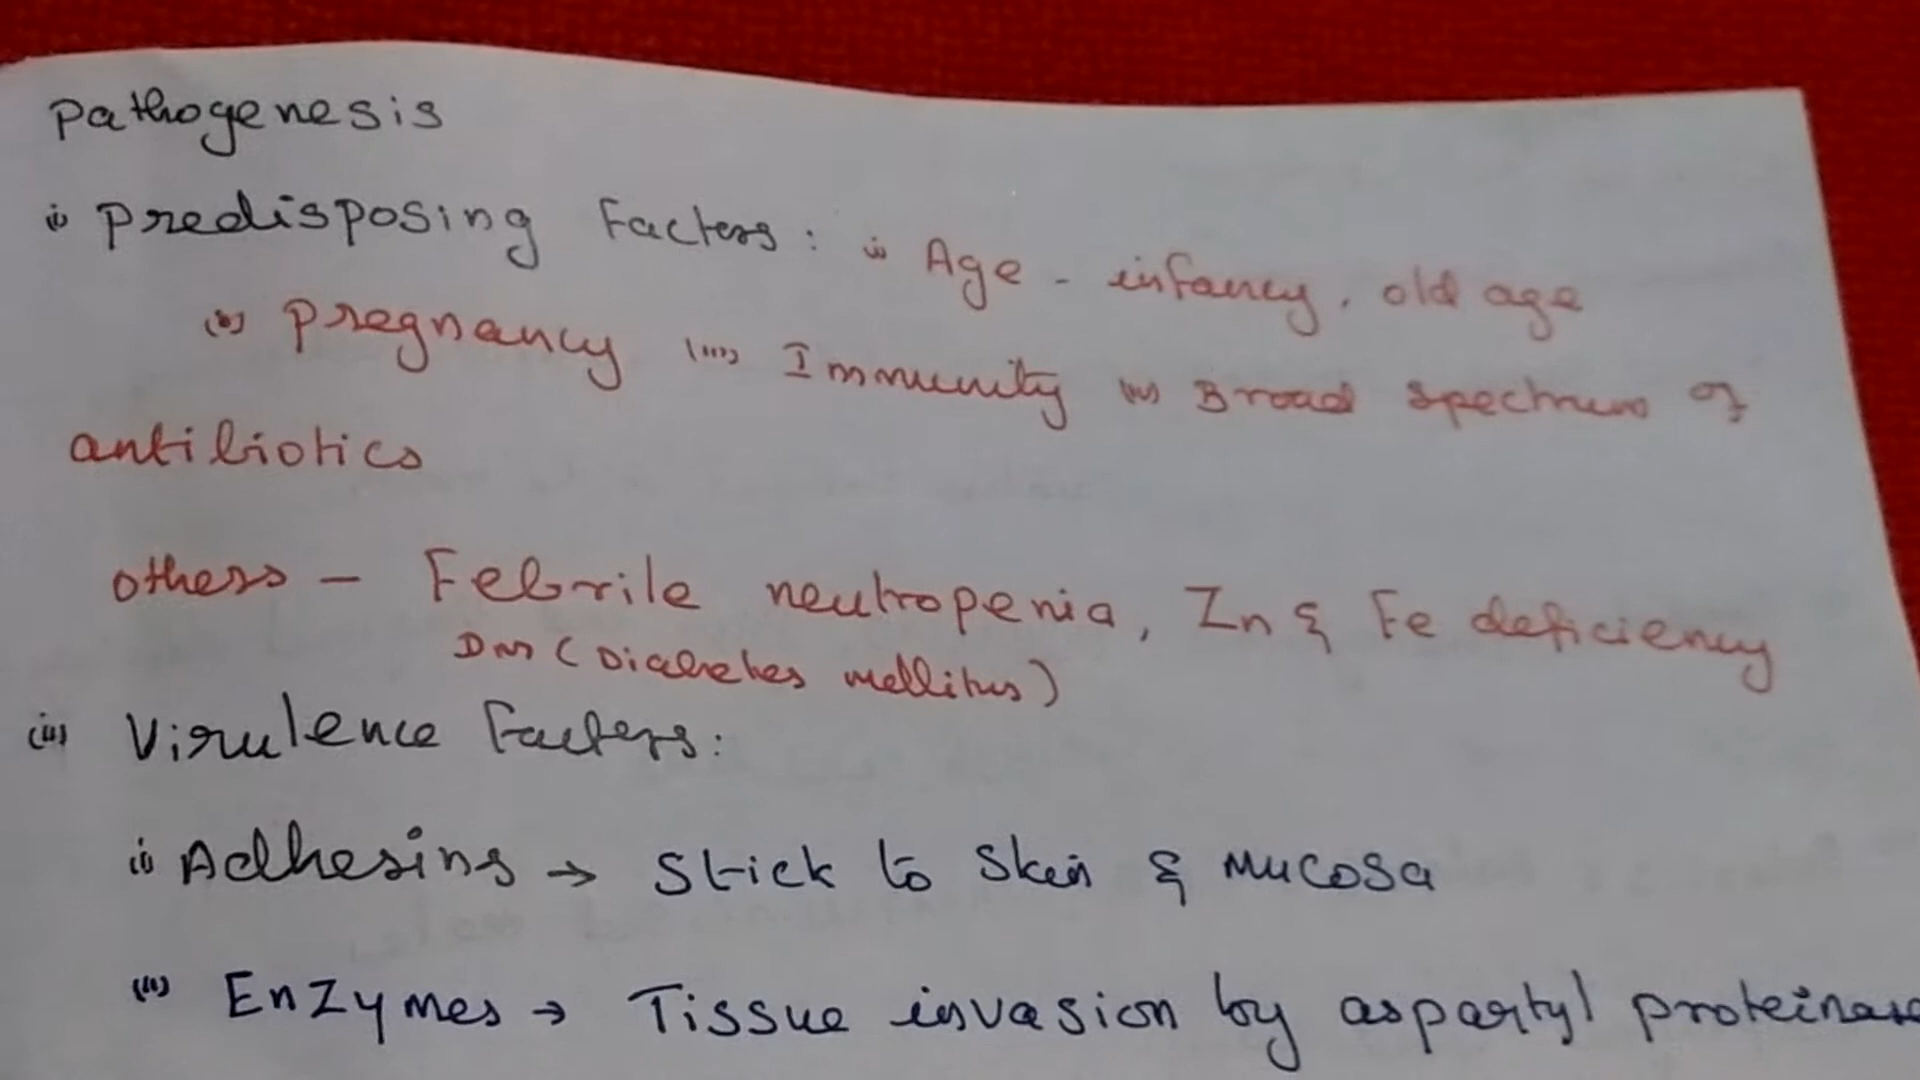 Pathogenesis
(i) Predisposing Factors: (i) Age - infancy, old age
(ii) Pregnancy (iii) Immunity (iv) Broad spectrum of
antibiotics
others - Febrile neutropenia, Zn & Fe deficiency
DM (Diabetes mellitus)
(ii) Virulence Factors:
(i) Adhesins → Stick to Skin & Mucosa
(ii) Enzymes → Tissue invasion by aspartyl proteinase